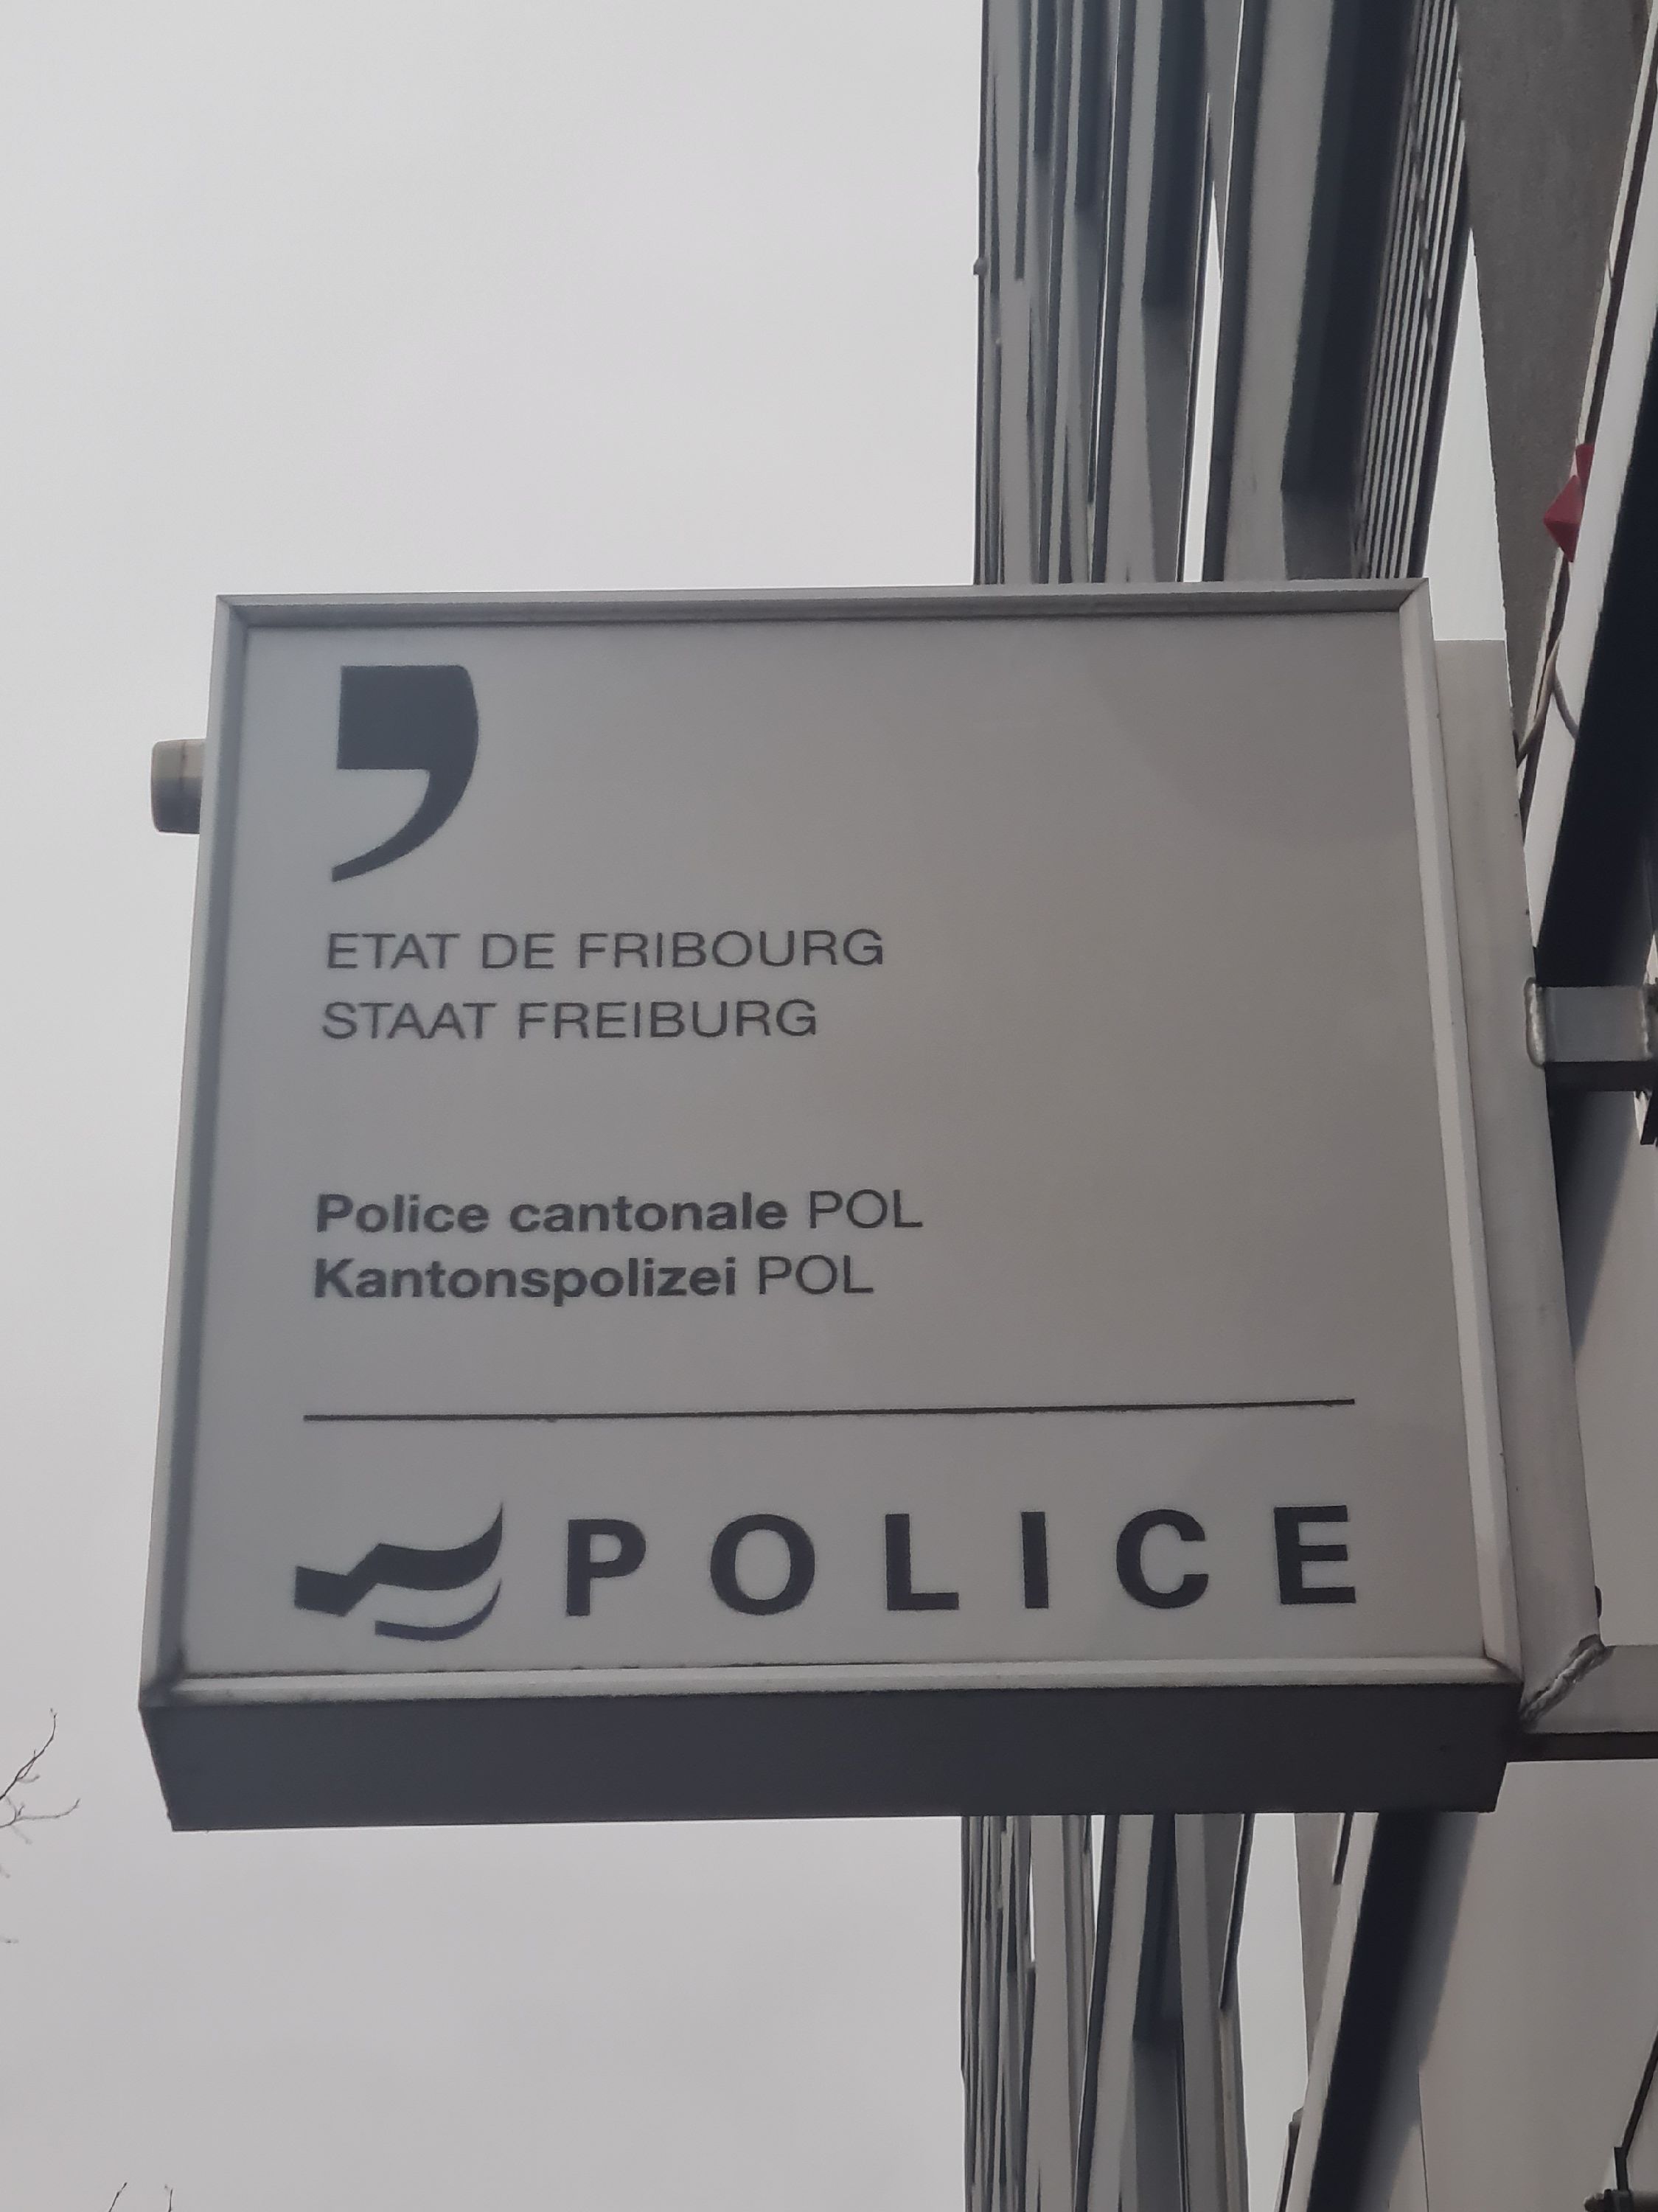 ETAT DE FRIBOURG
STAAT FREIBURG
Police cantonale POL
Kantonspolizei POL
POLICE